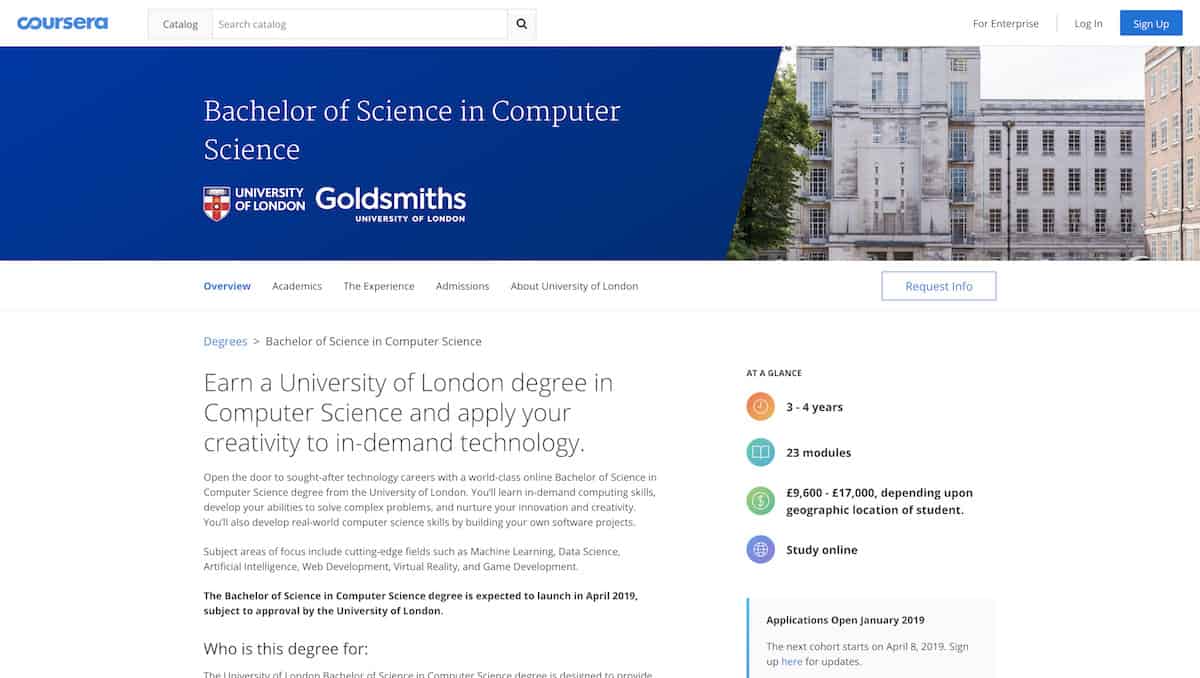 coursera
Catalog
Search catalog
For Enterprise
Log In
Sign Up
Bachelor of Science in Computer
Science
UNIVERSITY
OF LONDON
Goldsmiths
UNIVERSITY OF LONDON
Overview
Academics
The Experience
Admissions
About University of London
Request Info
Degrees > Bachelor of Science in Computer Science
Earn a University of London degree in
Computer Science and apply your
creativity to in-demand technology.
Open the door to sought-after technology careers with a world-class online Bachelor of Science in
Computer Science degree from the University of London. You'll learn in-demand computing skills,
develop your abilities to solve complex problems, and nurture your innovation and creativity.
You'll also develop real-world computer science skills by building your own software projects.
Subject areas of focus include cutting-edge fields such as Machine Learning, Data Science,
Artificial Intelligence, Web Development, Virtual Reality, and Game Development.
The Bachelor of Science in Computer Science degree is expected to launch in April 2019,
subject to approval by the University of London.
Who is this degree for:
The University of London Bachelor of Science in Computer Science degree is designed to provide
AT A GLANCE
3 - 4 years
23 modules
£9,600 - £17,000, depending upon
geographic location of student.
Study online
Applications Open January 2019
The next cohort starts on April 8, 2019. Sign
up here for updates.